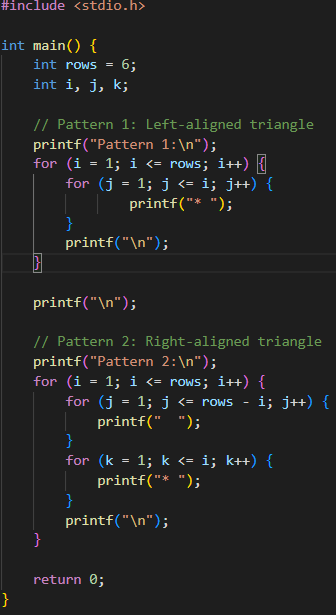 #include <stdio.h>

int main() {
    int rows = 6;
    int i, j, k;

    // Pattern 1: Left-aligned triangle
    printf("Pattern 1:\n");
    for (i = 1; i <= rows; i++) {
        for (j = 1; j <= i; j++) {
                printf("* ");
        }
        printf("\n");
    }

    printf("\n");

    // Pattern 2: Right-aligned triangle
    printf("Pattern 2:\n");
    for (i = 1; i <= rows; i++) {
        for (j = 1; j <= rows - i; j++) {
            printf("  ");
        }
        for (k = 1; k <= i; k++) {
            printf("* ");
        }
        printf("\n");
    }

    return 0;
}